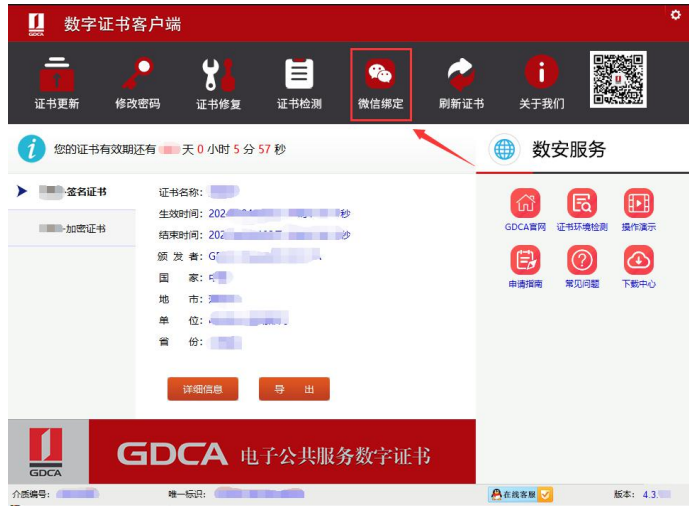 GDCA
数字证书客户端
证书更新
修改密码
证书修复
证书检测
微信绑定
刷新证书
关于我们
您的证书有效期还有 天 0 小时 5 分 57 秒
数安服务
签名证书
-加密证书
证书名称:
生效时间: 202 秒
结束时间: 202 秒
颁 发 者: G
国 家:
地 市:
单 位:
省 份:
详细信息
导 出
GDCA官网
证书环境检测
操作演示
申请指南
常见问题
下载中心
GDCA
GDCA 电子公共服务数字证书
介质编号:
唯一标识:
在线客服
版本: 4.3.